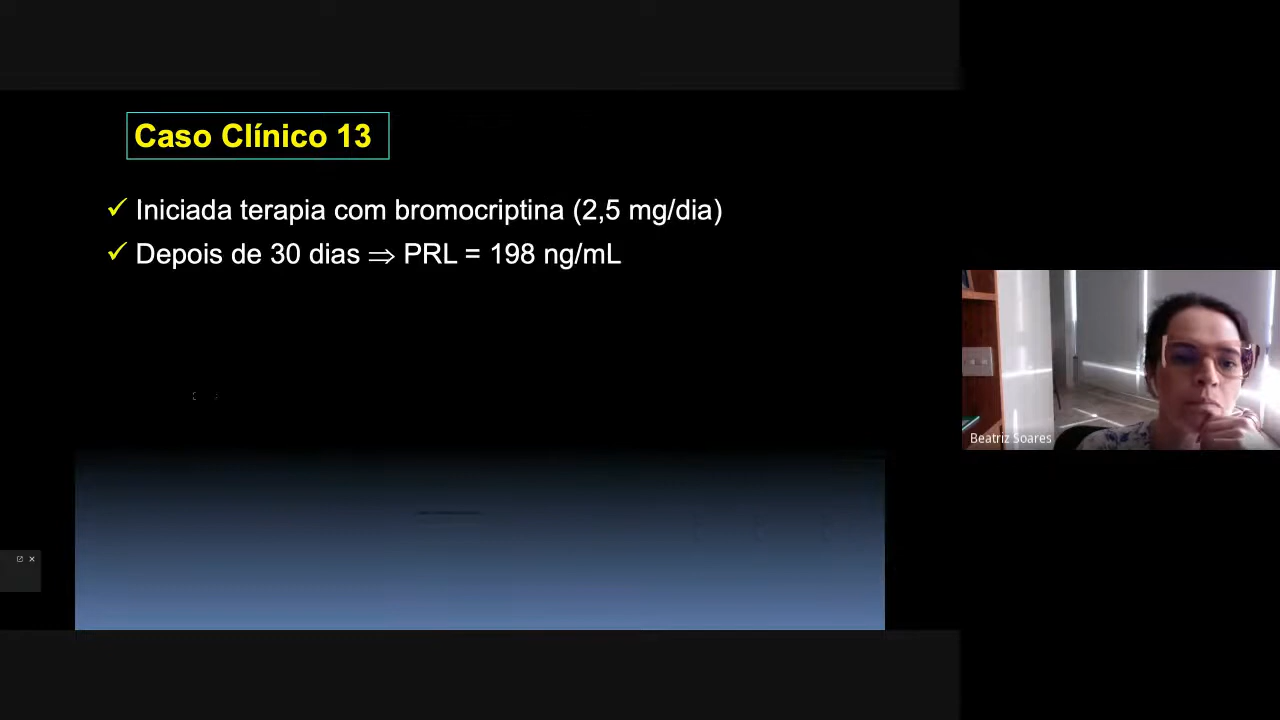 Caso Clínico 13
✓ Iniciada terapia com bromocriptina (2,5 mg/dia)
✓ Depois de 30 dias ⇒ PRL = 198 ng/mL
Beatriz Soares